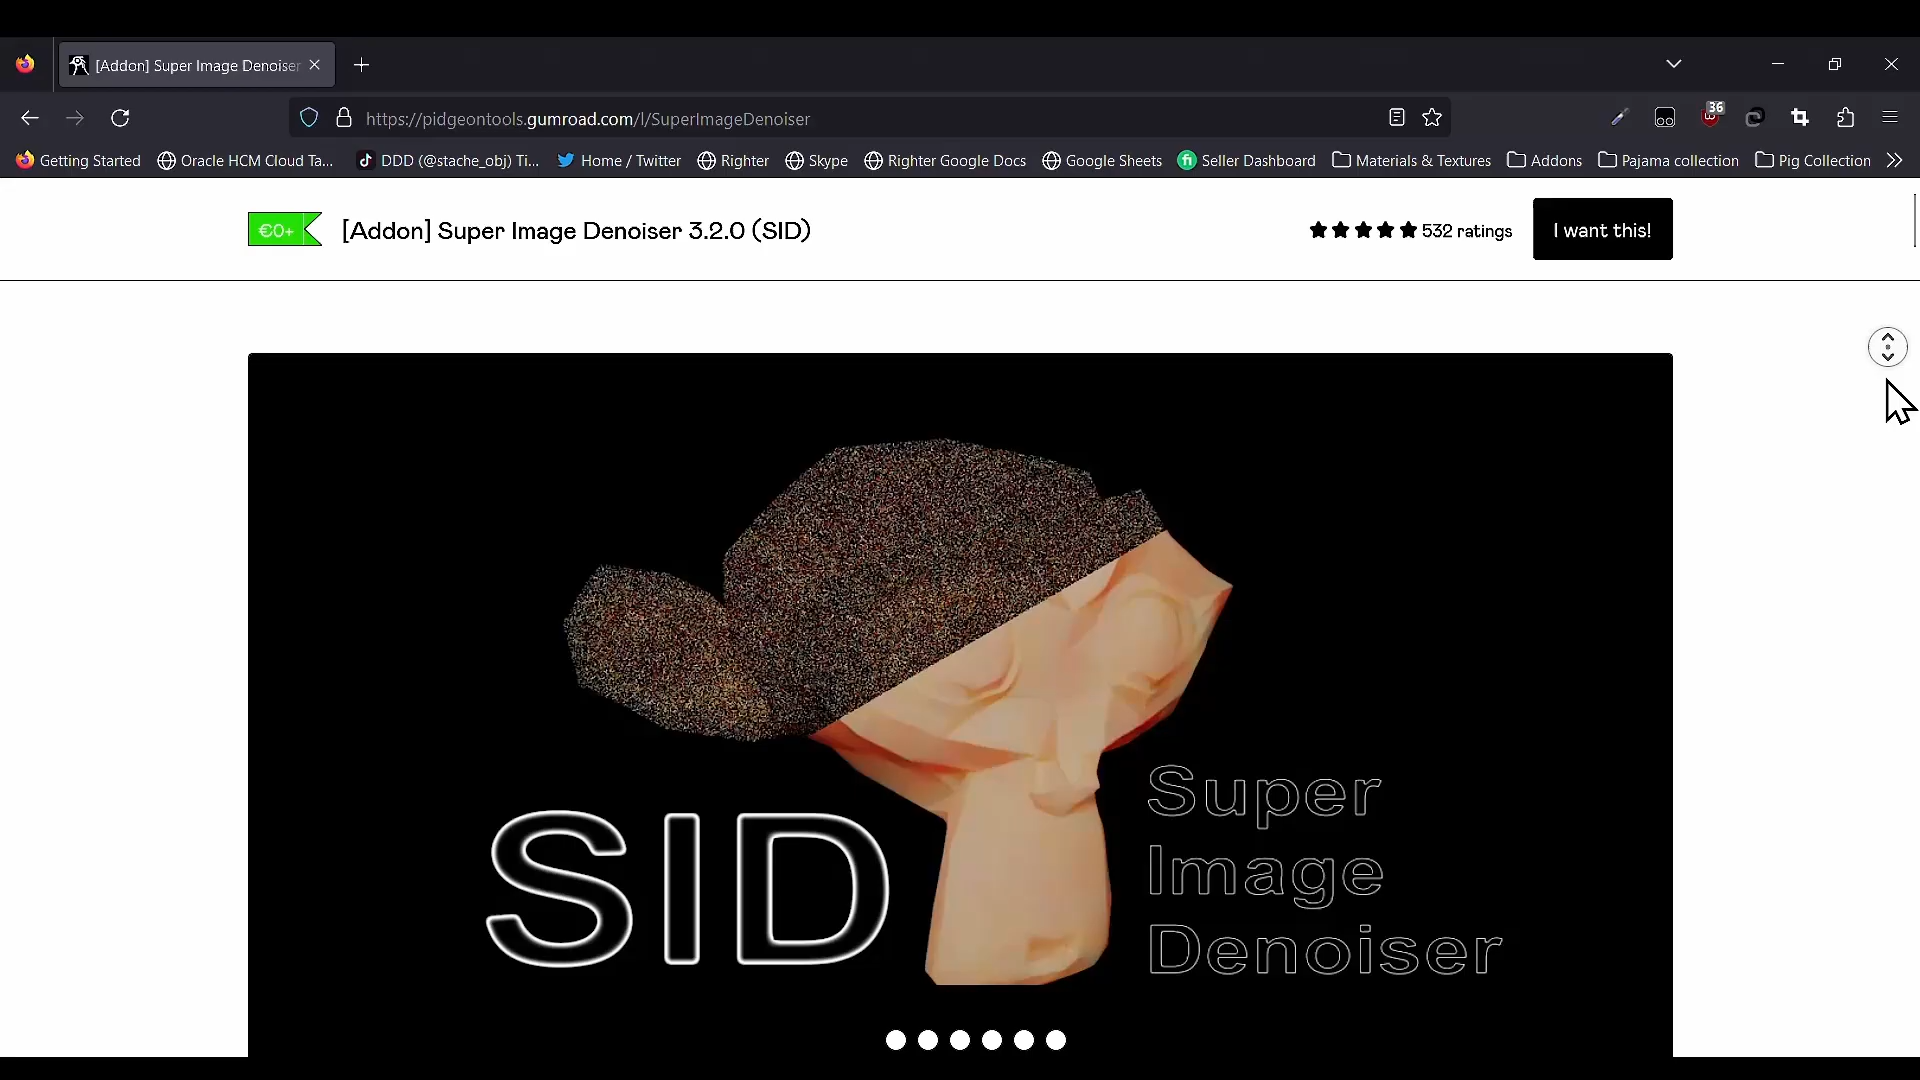 [Addon] Super Image Denoiser
https://pidgeontools.gumroad.com/l/SuperImageDenoiser
36
Getting Started
Oracle HCM Cloud Ta...
DDD (@stache_obj) Ti...
Home / Twitter
Righter
Skype
Righter Google Docs
Google Sheets
Seller Dashboard
Materials & Textures
Addons
Pajama collection
Pig Collection
€0+
[Addon] Super Image Denoiser 3.2.0 (SID)
532 ratings
I want this!
SID
Super
Image
Denoiser